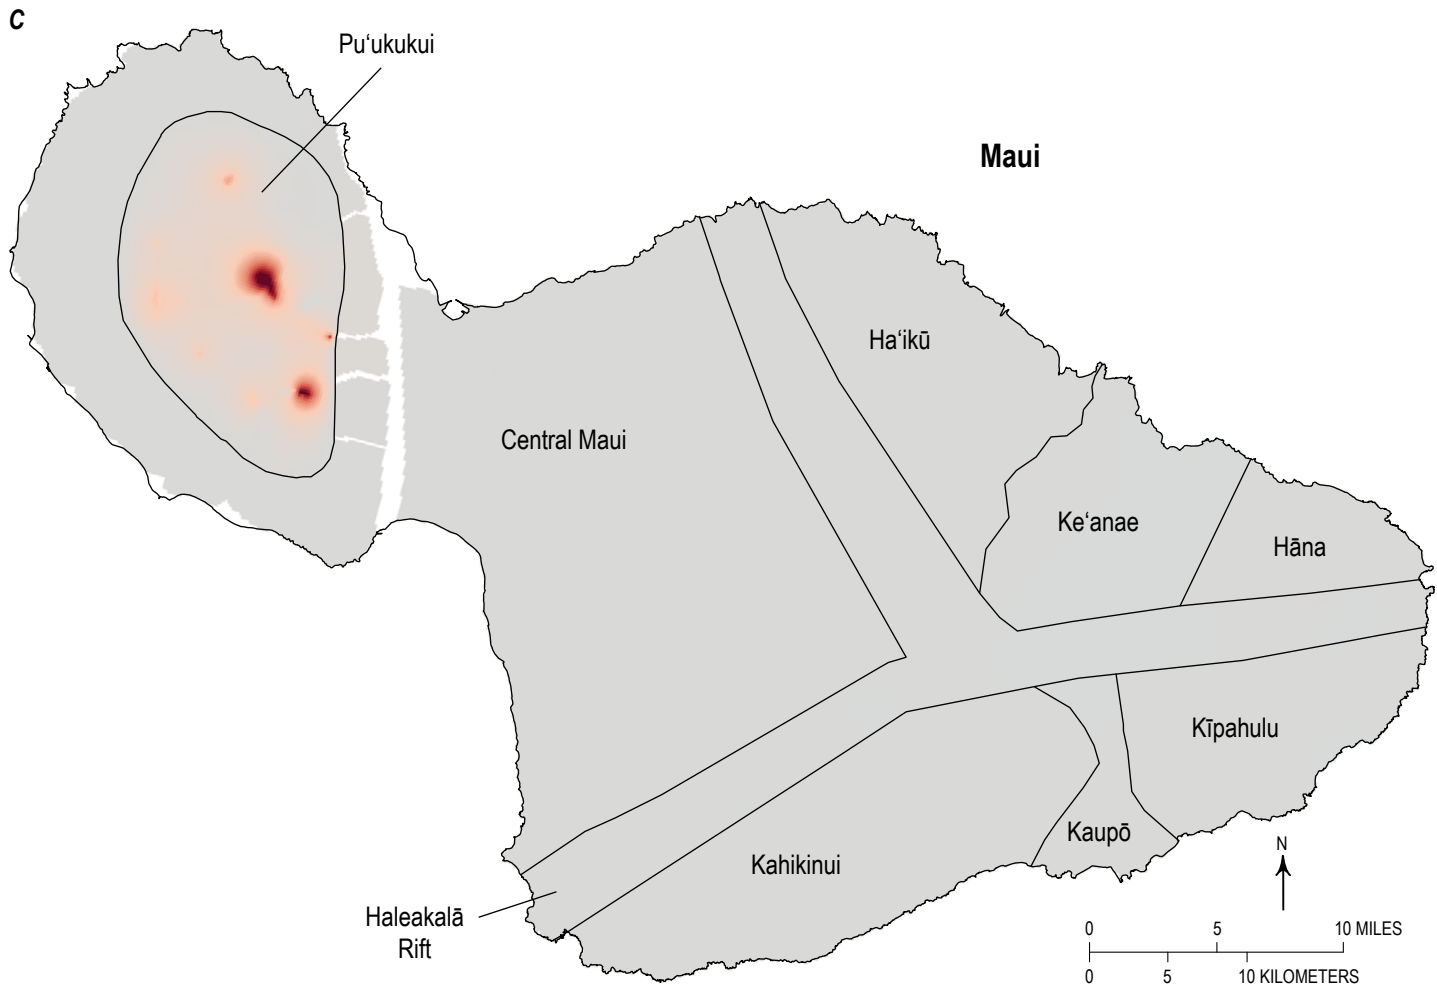 C
Pu‘ukukui
Maui
Ha‘ikū
Central Maui
Ke‘anae
Hāna
Kīpahulu
Kaupō
Kahikinui
Haleakalā
Rift
N
0 5 10 MILES
0 5 10 KILOMETERS